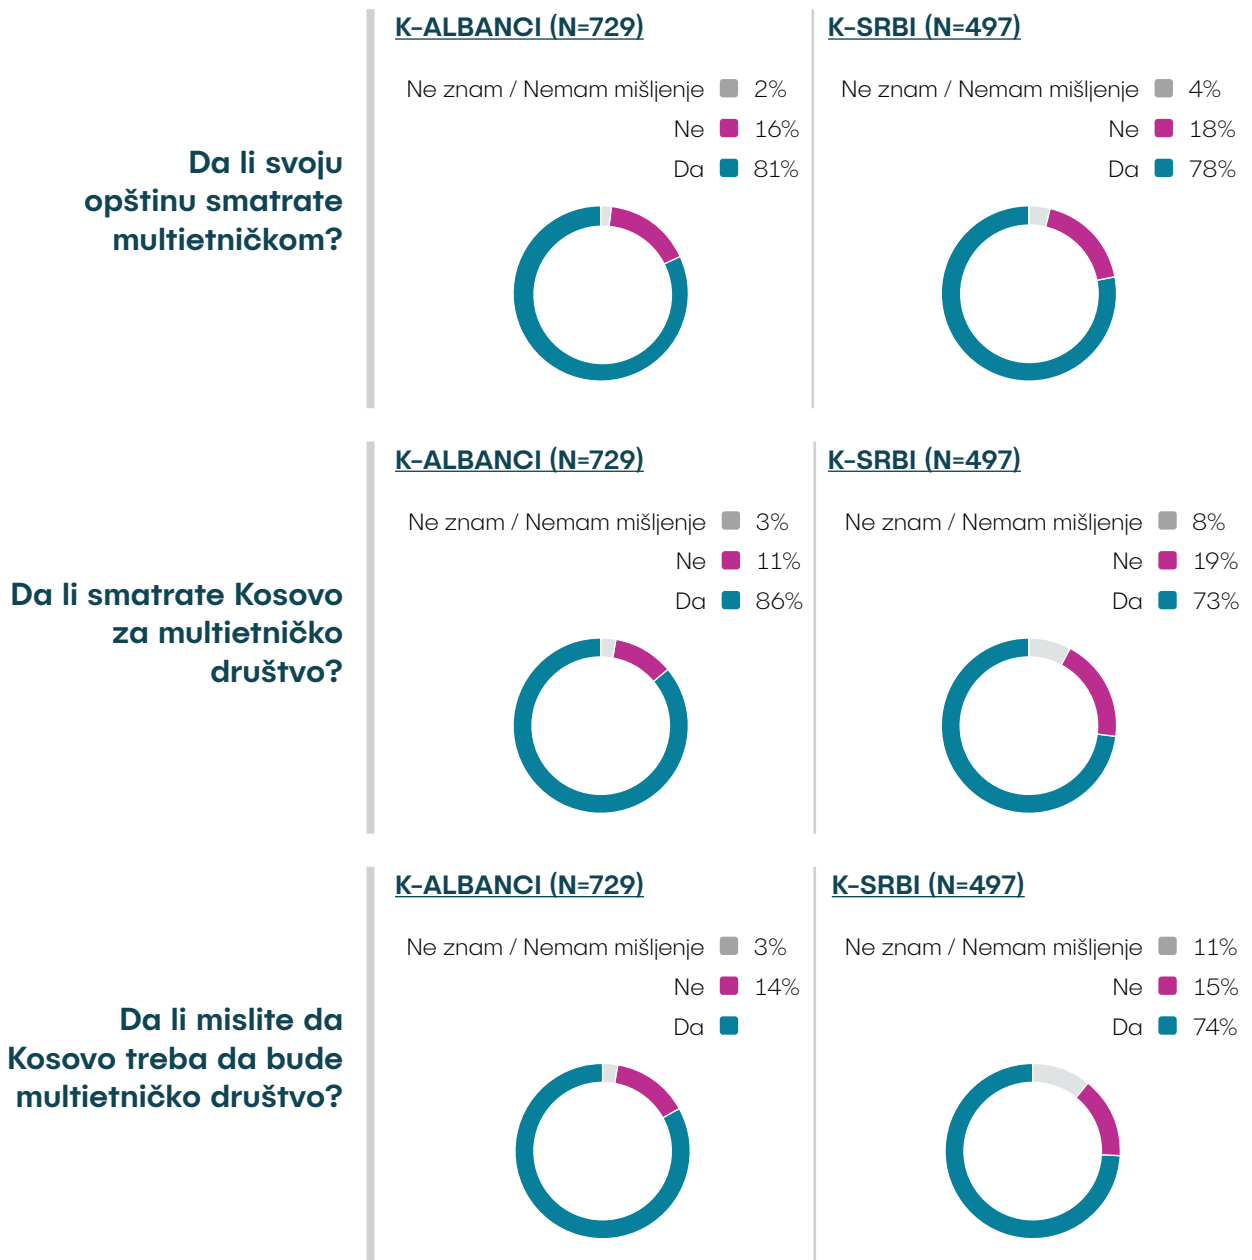 Da li svoju
opštinu smatrate
multietničkom?
K-ALBANCI (N=729)
Ne znam / Nemam mišljenje 2%
Ne 16%
Da 81%
K-SRBI (N=497)
Ne znam / Nemam mišljenje 4%
Ne 18%
Da 78%
Da li smatrate Kosovo
za multietničko
društvo?
K-ALBANCI (N=729)
Ne znam / Nemam mišljenje 3%
Ne 11%
Da 86%
K-SRBI (N=497)
Ne znam / Nemam mišljenje 8%
Ne 19%
Da 73%
Da li mislite da
Kosovo treba da bude
multietničko društvo?
K-ALBANCI (N=729)
Ne znam / Nemam mišljenje 3%
Ne 14%
Da
K-SRBI (N=497)
Ne znam / Nemam mišljenje 11%
Ne 15%
Da 74%